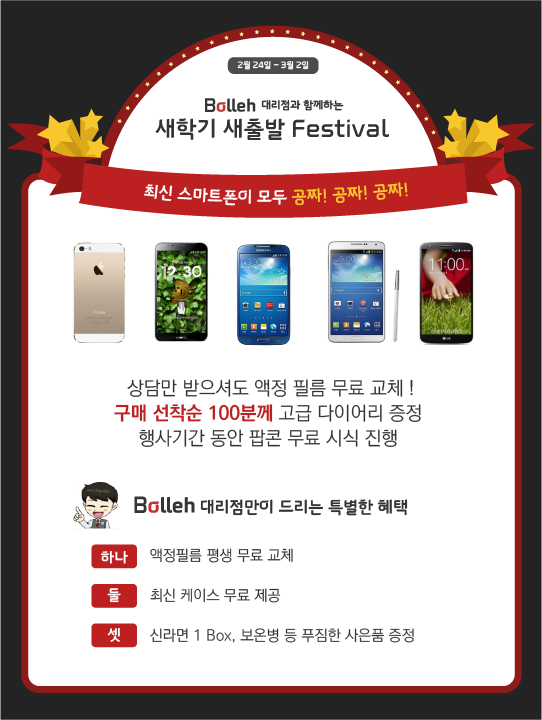 2월 24일 - 3월 2일
Bolleh 대리점과 함께하는
새학기 새출발 Festival
최신 스마트폰이 모두 공짜! 공짜! 공짜!
12 30
11:00
상담만 받으셔도 액정 필름 무료 교체 !
구매 선착순 100분께 고급 다이어리 증정
행사기간 동안 팝콘 무료 시식 진행
Bolleh 대리점만이 드리는 특별한 혜택
하나 액정필름 평생 무료 교체
둘 최신 케이스 무료 제공
셋 신라면 1 Box, 보온병 등 푸짐한 사은품 증정